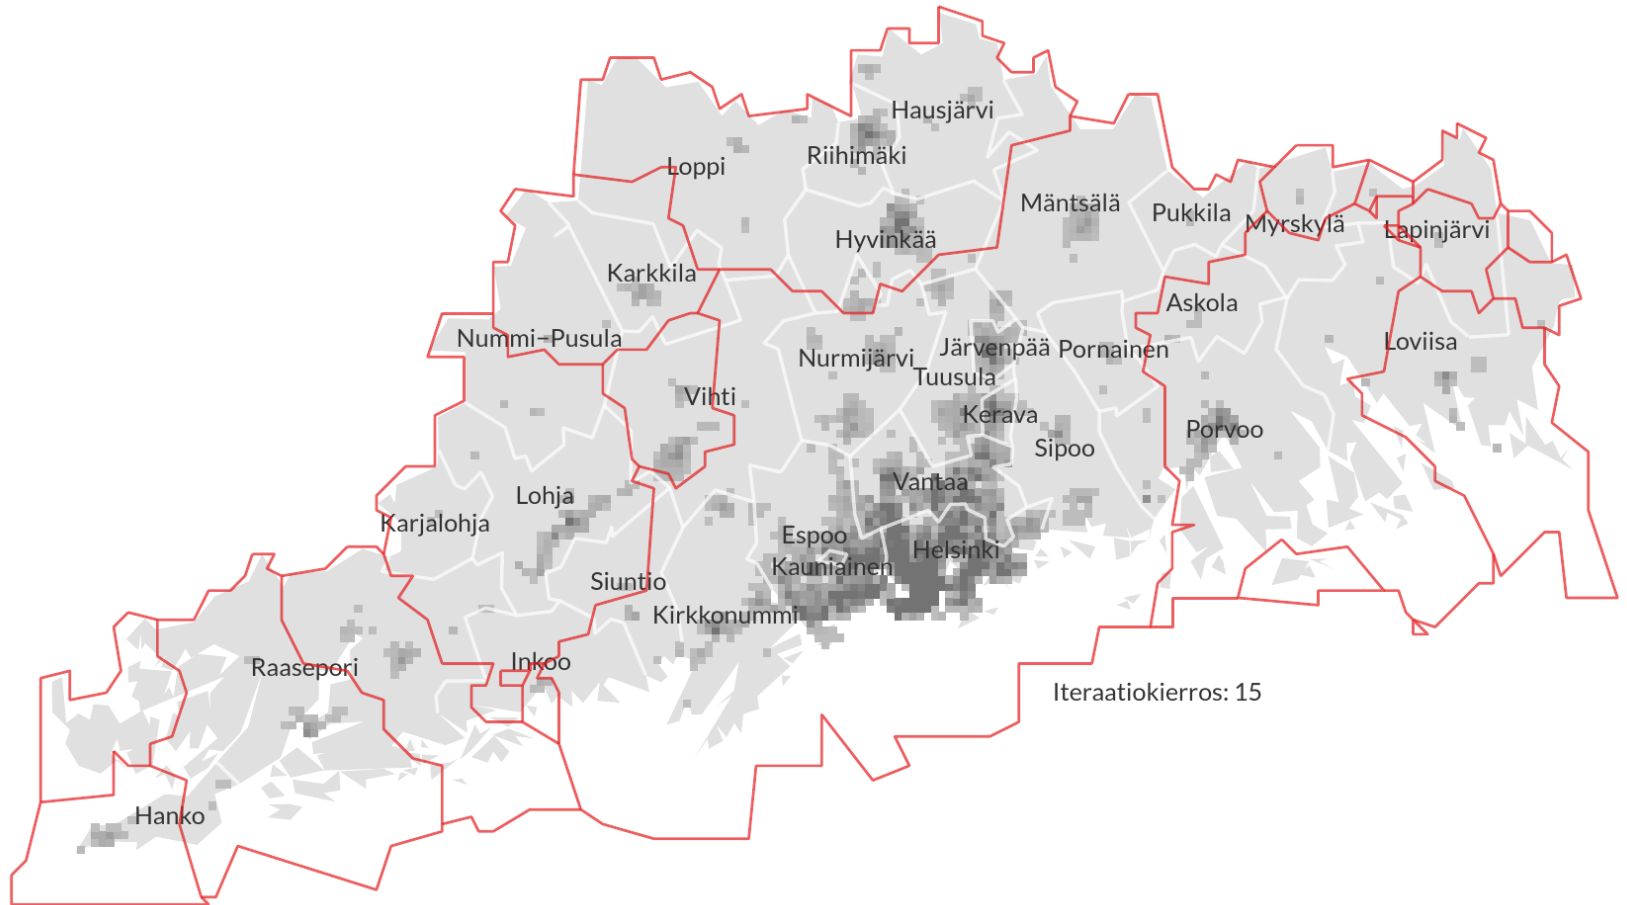 Hausjärvi
Riihimäki
Loppi
Mäntsälä
Pukkila
Myrskylä
Lapinjärvi
Hyvinkää
Karkkila
Askola
Nummi-Pusula
Nurmijärvi
Järvenpää
Pornainen
Loviisa
Tuusula
Vihti
Kerava
Porvoo
Sipoo
Vantaa
Lohja
Karjalohja
Espoo
Helsinki
Kauniainen
Siuntio
Kirkkonummi
Inkoo
Raasepori
Iteraatiokierros: 15
Hanko